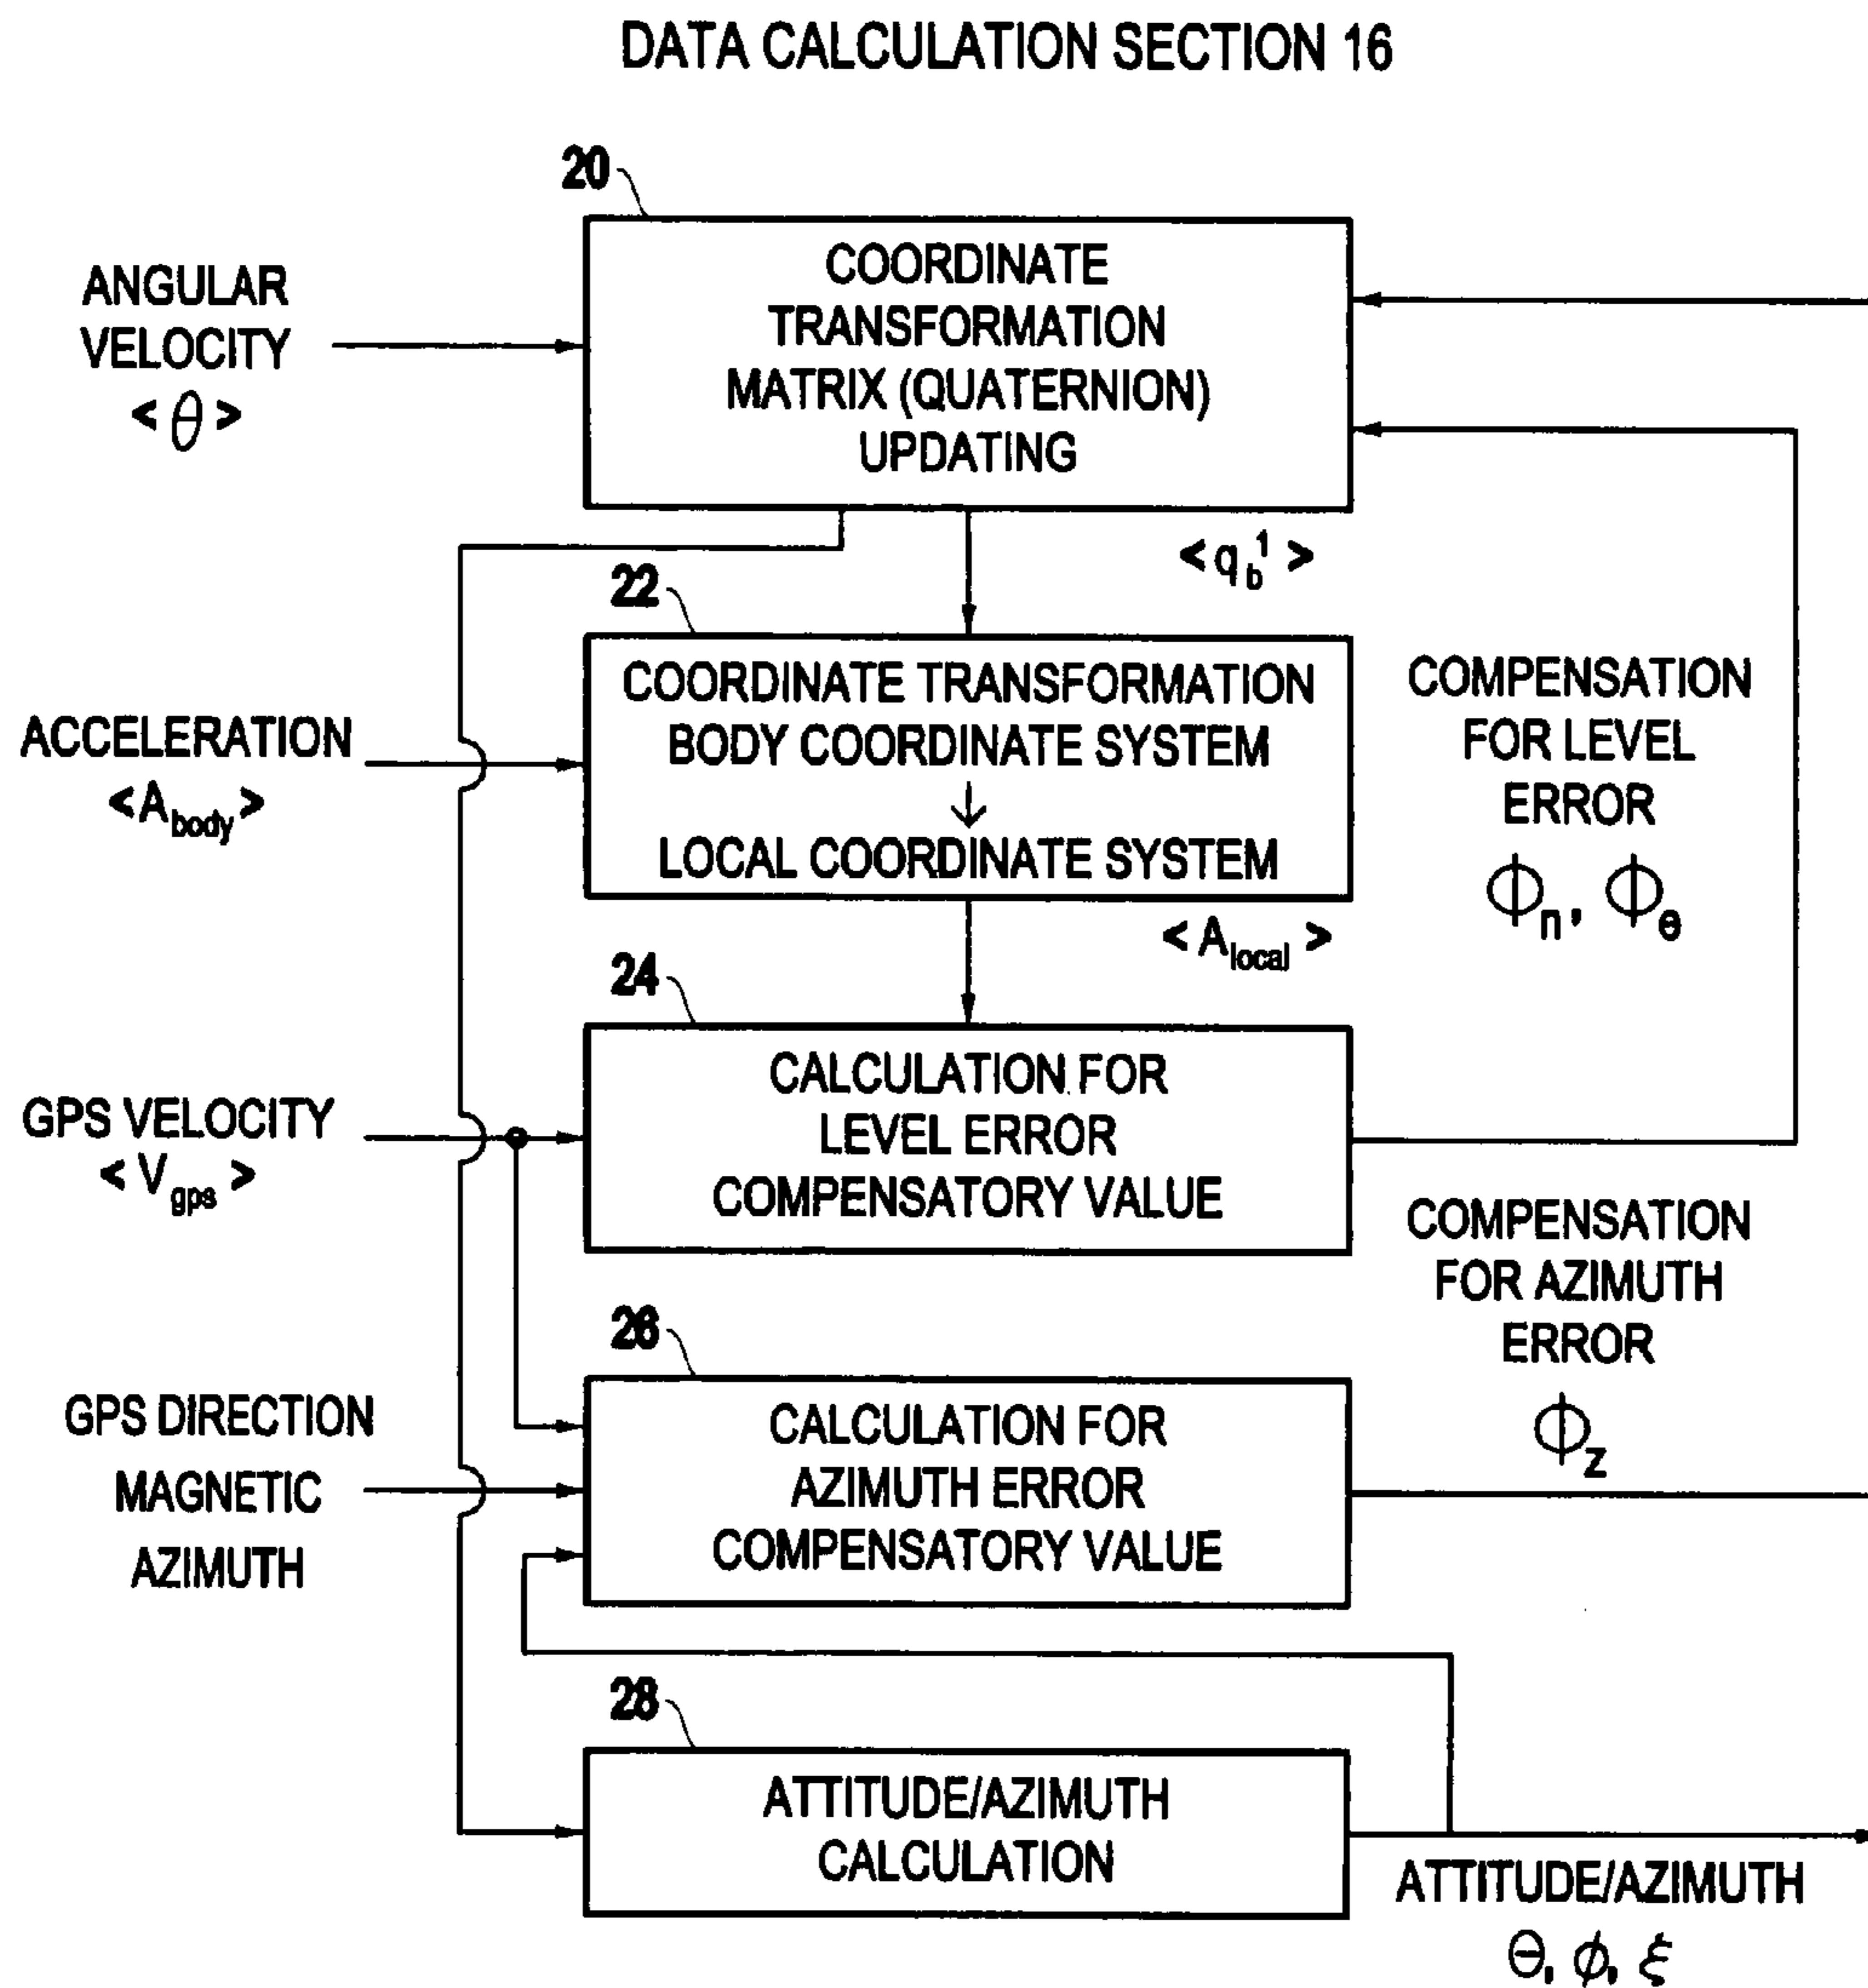 DATA CALCULATION SECTION 16
20
COORDINATE
TRANSFORMATION
MATRIX (QUATERNION)
UPDATING
ANGULAR
VELOCITY
< θ >
< q_b^1 >
22
COORDINATE TRANSFORMATION
BODY COORDINATE SYSTEM
↓
LOCAL COORDINATE SYSTEM
ACCELERATION
< A_body >
COMPENSATION
FOR LEVEL
ERROR
Φ_n, Φ_e
< A_local >
24
CALCULATION FOR
LEVEL ERROR
COMPENSATORY VALUE
GPS VELOCITY
< V_gps >
COMPENSATION
FOR AZIMUTH
ERROR
Φ_z
26
CALCULATION FOR
AZIMUTH ERROR
COMPENSATORY VALUE
GPS DIRECTION
MAGNETIC
AZIMUTH
28
ATTITUDE/AZIMUTH
CALCULATION
ATTITUDE/AZIMUTH
Θ, ϕ, ξ